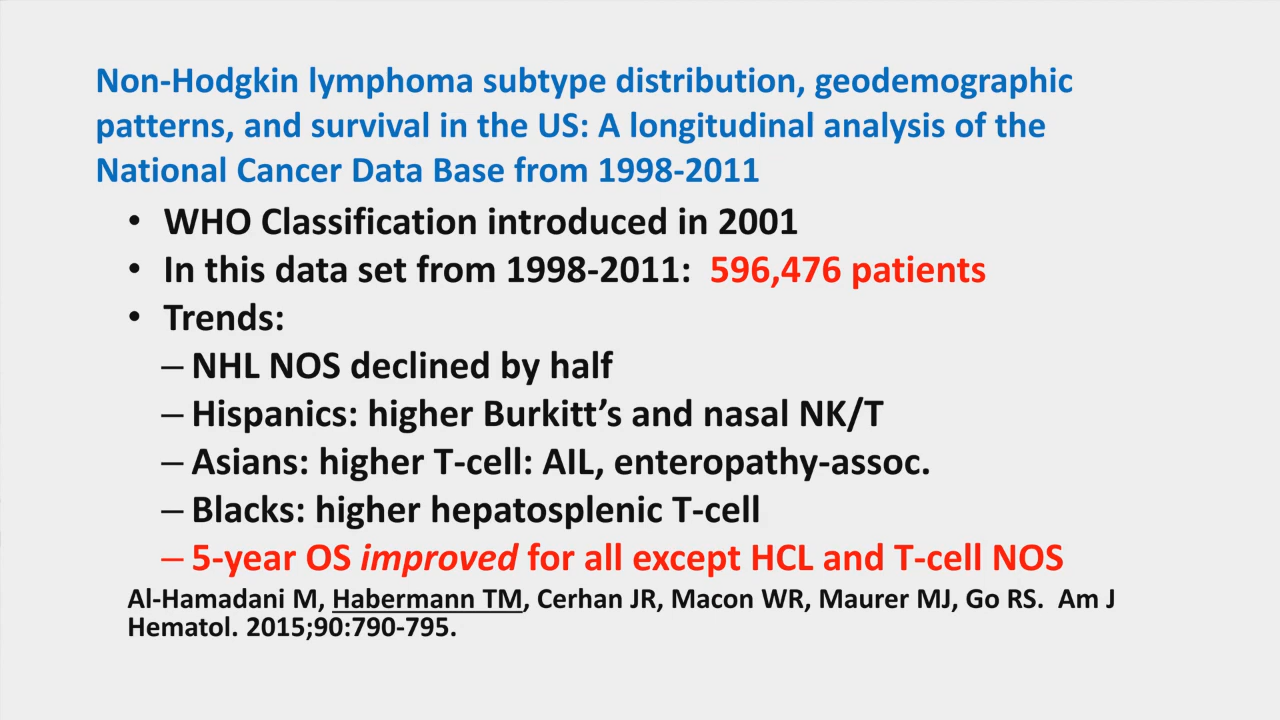 Non-Hodgkin lymphoma subtype distribution, geodemographic
patterns, and survival in the US: A longitudinal analysis of the
National Cancer Data Base from 1998-2011
• WHO Classification introduced in 2001
• In this data set from 1998-2011: 596,476 patients
• Trends:
– NHL NOS declined by half
– Hispanics: higher Burkitt’s and nasal NK/T
– Asians: higher T-cell: AIL, enteropathy-assoc.
– Blacks: higher hepatosplenic T-cell
– 5-year OS improved for all except HCL and T-cell NOS
Al-Hamadani M, Habermann TM, Cerhan JR, Macon WR, Maurer MJ, Go RS. Am J
Hematol. 2015;90:790-795.